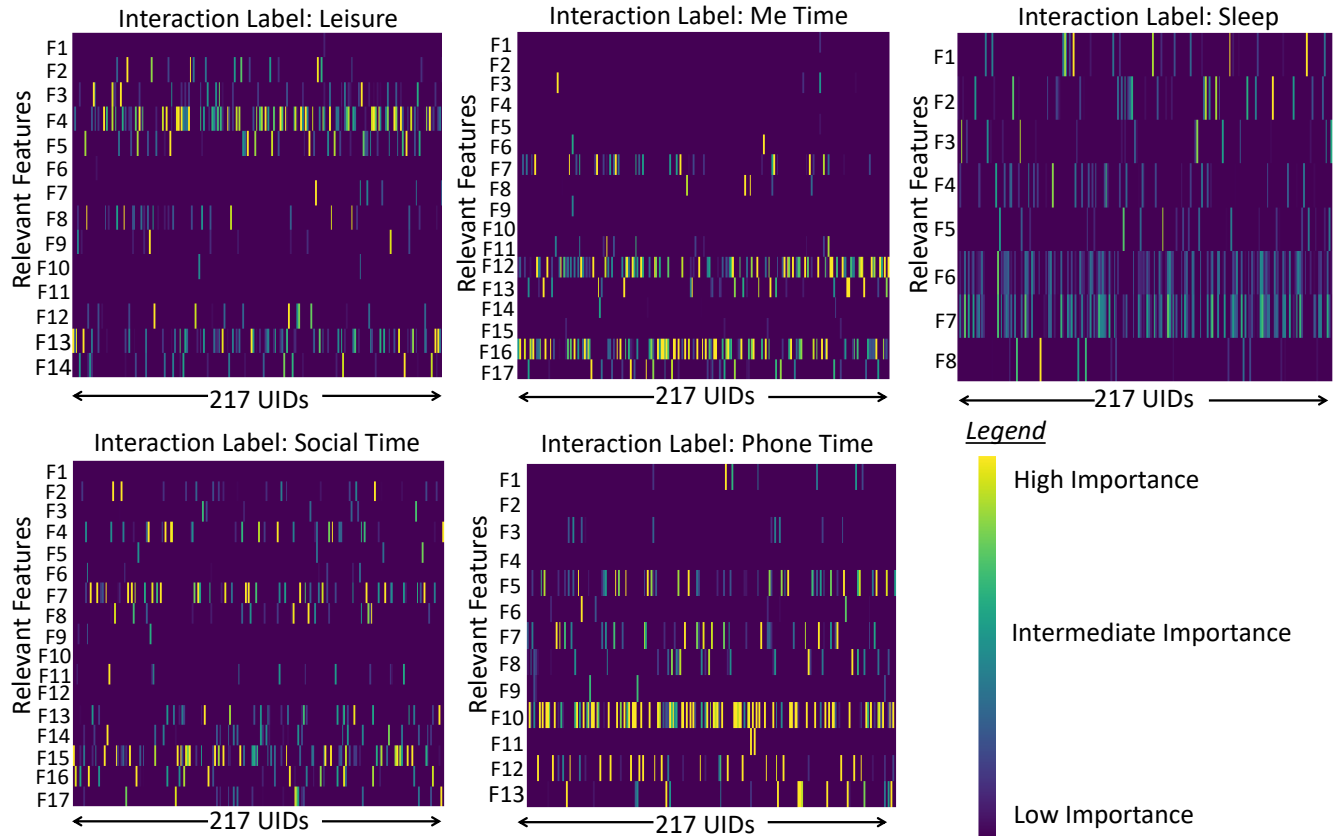 Interaction Label: Leisure
Relevant Features
F1
F2
F3
F4
F5
F6
F7
F8
F9
F10
F11
F12
F13
F14
217 UIDs
Interaction Label: Me Time
Relevant Features
F1
F2
F3
F4
F5
F6
F7
F8
F9
F10
F11
F12
F13
F14
F15
F16
F17
217 UIDs
Interaction Label: Sleep
Relevant Features
F1
F2
F3
F4
F5
F6
F7
F8
217 UIDs
Interaction Label: Social Time
Relevant Features
F1
F2
F3
F4
F5
F6
F7
F8
F9
F10
F11
F12
F13
F14
F15
F16
F17
217 UIDs
Interaction Label: Phone Time
Relevant Features
F1
F2
F3
F4
F5
F6
F7
F8
F9
F10
F11
F12
F13
217 UIDs
Legend
High Importance
Intermediate Importance
Low Importance